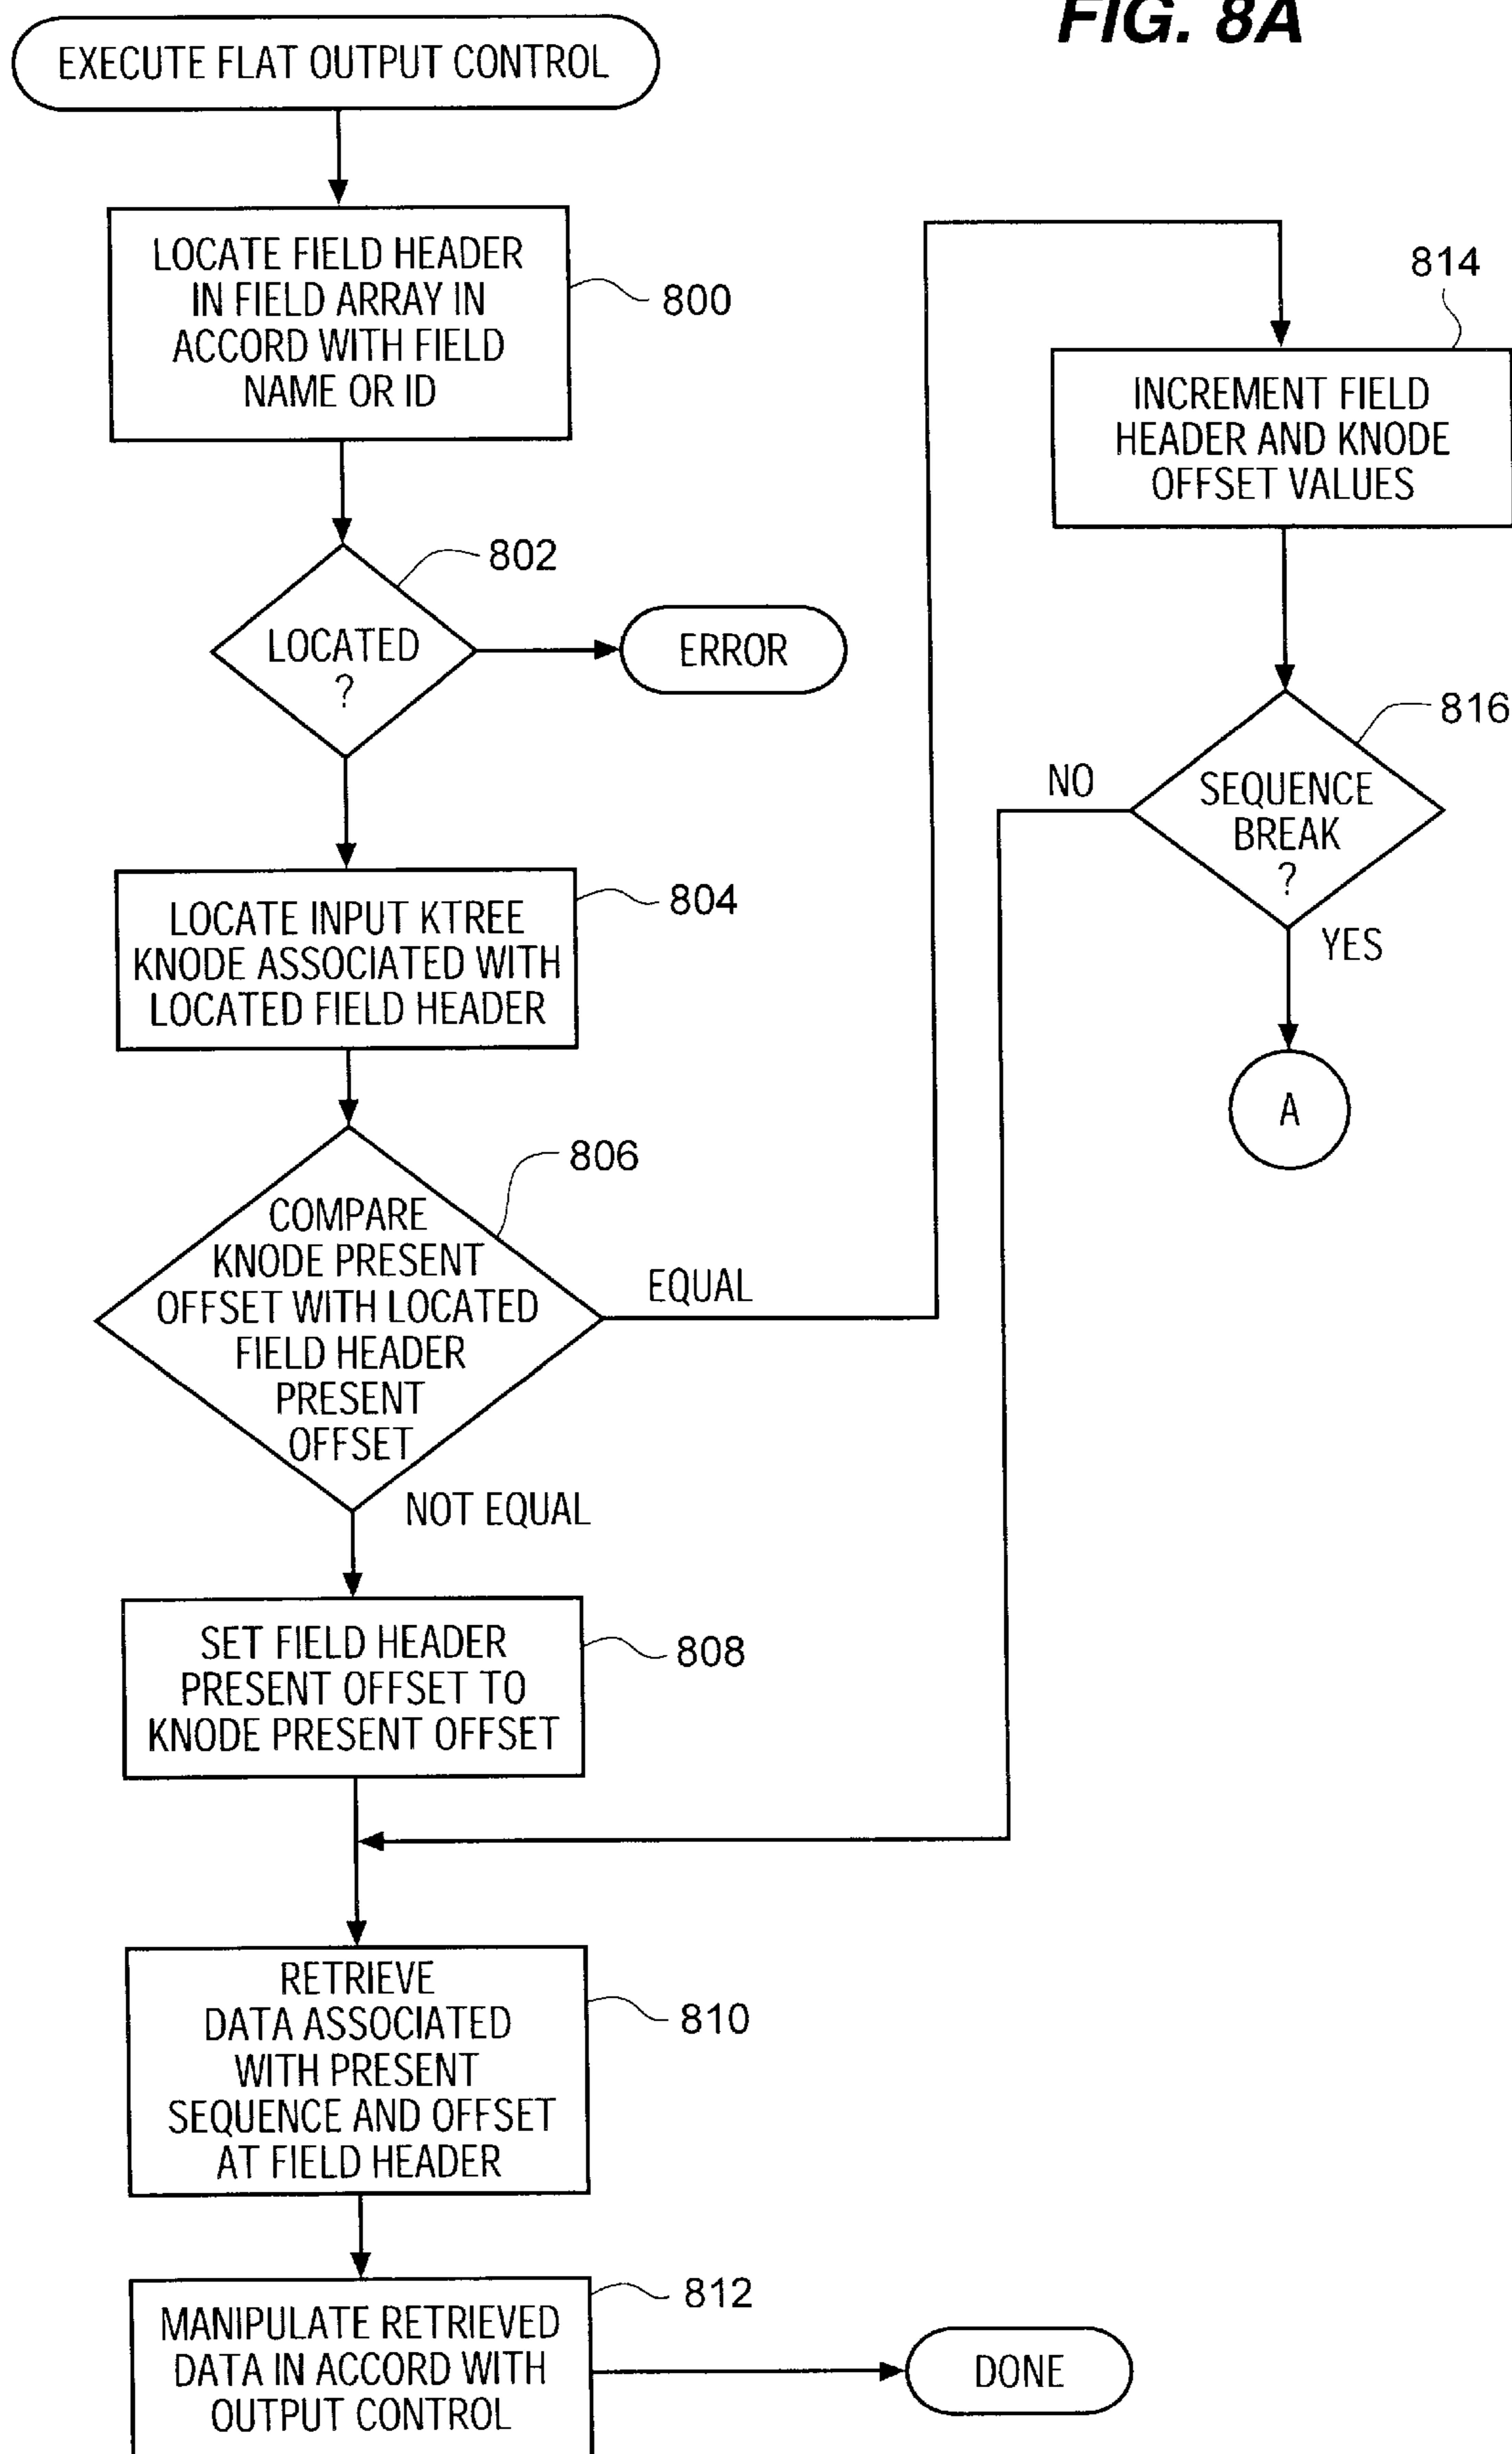 FIG. 8A
EXECUTE FLAT OUTPUT CONTROL
LOCATE FIELD HEADER
IN FIELD ARRAY IN
ACCORD WITH FIELD
NAME OR ID
800
802
LOCATED
?
ERROR
804
LOCATE INPUT KTREE
KNODE ASSOCIATED WITH
LOCATED FIELD HEADER
806
COMPARE
KNODE PRESENT
OFFSET WITH LOCATED
FIELD HEADER
PRESENT
OFFSET
EQUAL
NOT EQUAL
SET FIELD HEADER
PRESENT OFFSET TO
KNODE PRESENT OFFSET
808
RETRIEVE
DATA ASSOCIATED
WITH PRESENT
SEQUENCE AND OFFSET
AT FIELD HEADER
810
812
MANIPULATE RETRIEVED
DATA IN ACCORD WITH
OUTPUT CONTROL
DONE
814
INCREMENT FIELD
HEADER AND KNODE
OFFSET VALUES
816
SEQUENCE
BREAK
?
NO
YES
A